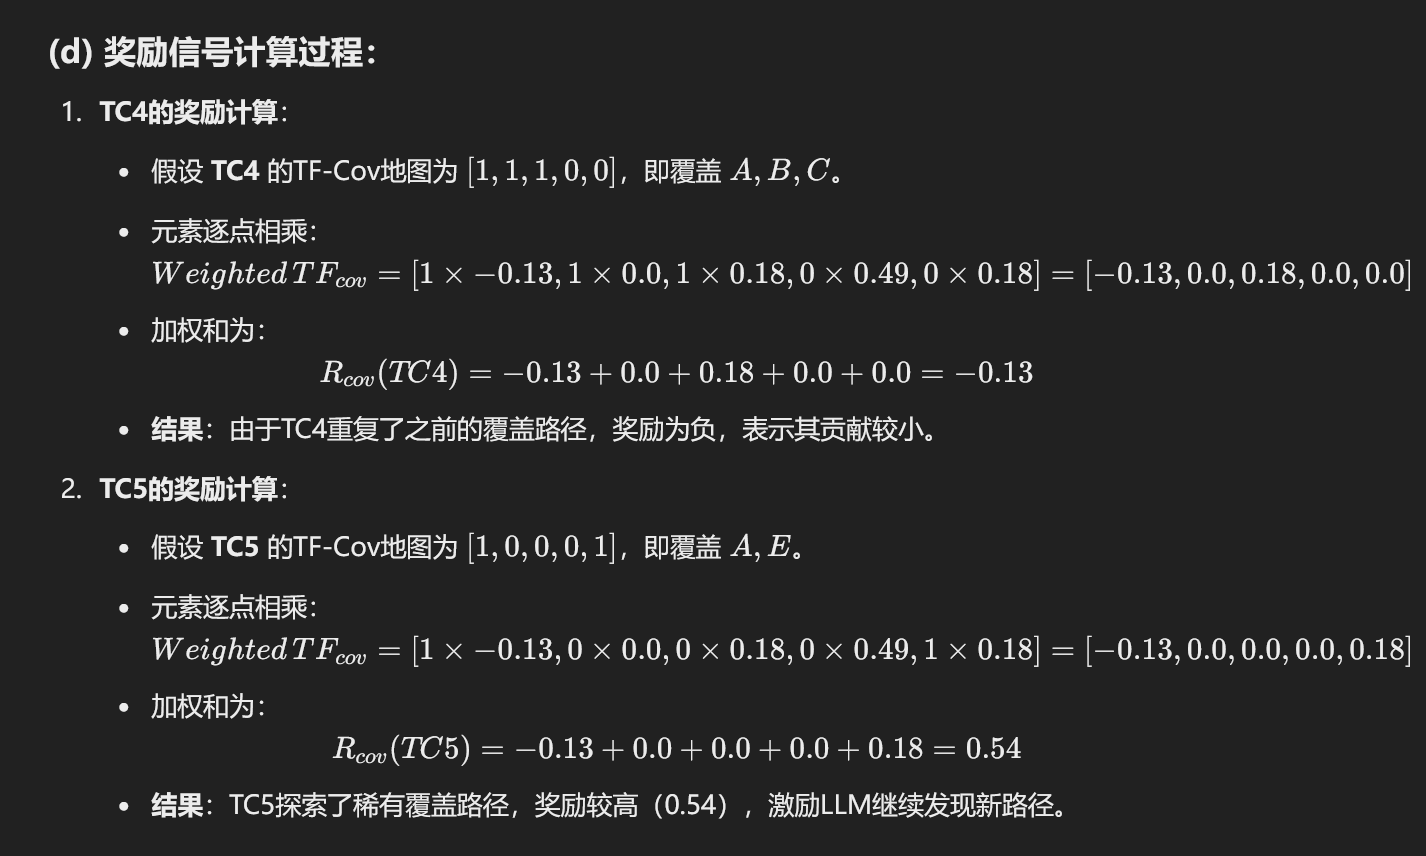 (d) 奖励信号计算过程：
1. TC4的奖励计算：
• 假设 TC4 的TF-Cov地图为 [1, 1, 1, 0, 0]，即覆盖 A, B, C。
• 元素逐点相乘：
WeightedTF_{cov} = [1 × −0.13, 1 × 0.0, 1 × 0.18, 0 × 0.49, 0 × 0.18] = [−0.13, 0.0, 0.18, 0.0, 0.0]
• 加权和为：
R_{cov}(TC4) = −0.13 + 0.0 + 0.18 + 0.0 + 0.0 = −0.13
• 结果：由于TC4重复了之前的覆盖路径，奖励为负，表示其贡献较小。
2. TC5的奖励计算：
• 假设 TC5 的TF-Cov地图为 [1, 0, 0, 0, 1]，即覆盖 A, E。
• 元素逐点相乘：
WeightedTF_{cov} = [1 × −0.13, 0 × 0.0, 0 × 0.18, 0 × 0.49, 1 × 0.18] = [−0.13, 0.0, 0.0, 0.0, 0.18]
• 加权和为：
R_{cov}(TC5) = −0.13 + 0.0 + 0.0 + 0.0 + 0.18 = 0.54
• 结果：TC5探索了稀有覆盖路径，奖励较高（0.54），激励LLM继续发现新路径。